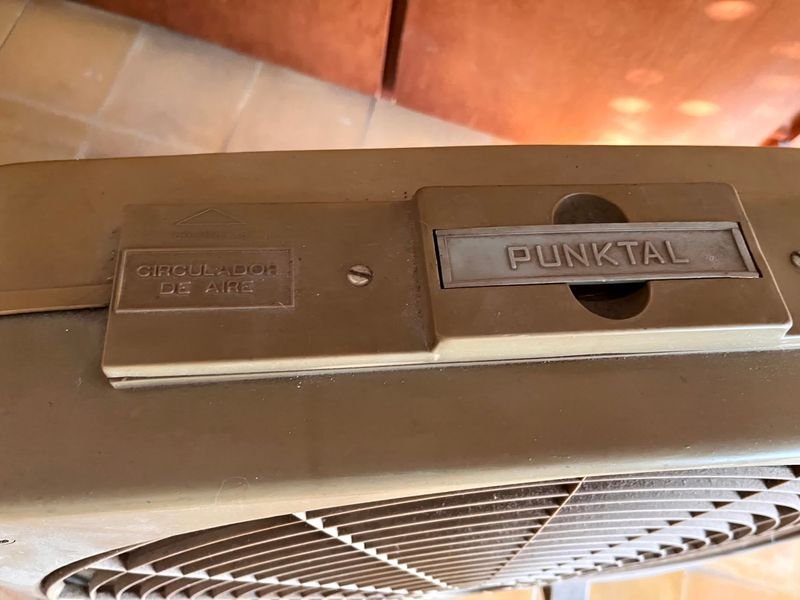 CIRCULADOR
DE AIRE
PUNKTAL